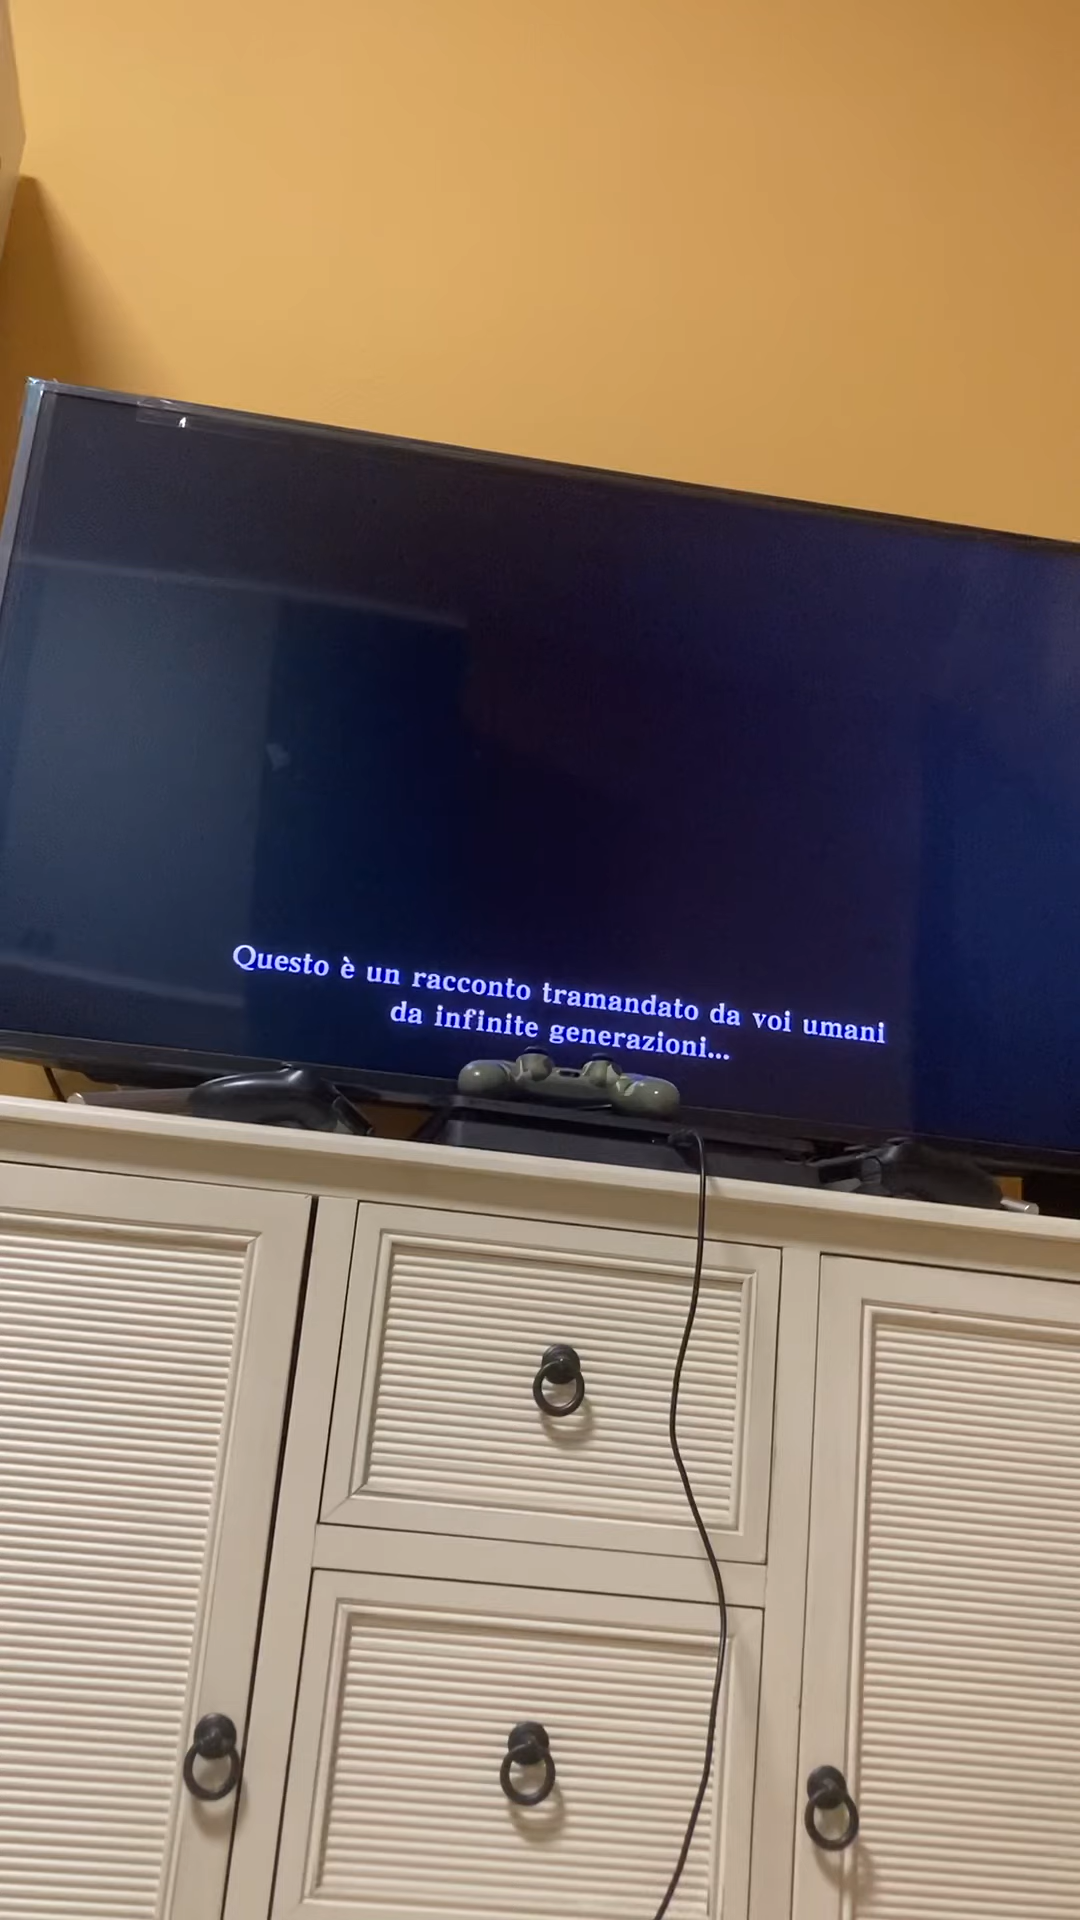 Questo è un racconto tramandato da voi umani
da infinite generazioni...